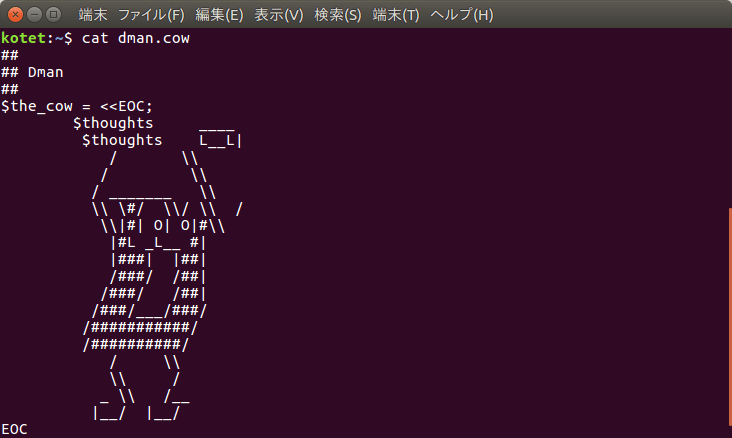 端末 ファイル(F) 編集(E) 表示(V) 検索(S) 端末(T) ヘルプ(H)
kotet:~$ cat dman.cow
##
## Dman
##
$the_cow = <<EOC;
        $thoughts     ____
         $thoughts    L__L|
            /       \\
           /         \\
          / _______   \\
          \\ \#/  \\/ \\  /
           \\|#| O| O|#\\
            |#L _L__ #|
            |###|  |##|
            /###/  /##|
           /###/   /##|
          /###/___/###/
         /###########/
         /##########/
            /     \\
            \\     /
           _ \\   /__
          |__/  |__/
EOC